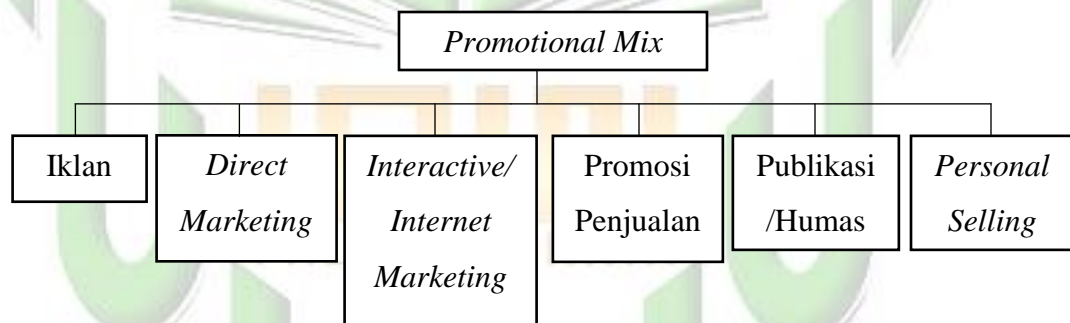 Promotional Mix
Iklan
Direct
Marketing
Interactive/
Internet
Marketing
Promosi
Penjualan
Publikasi
/Humas
Personal
Selling